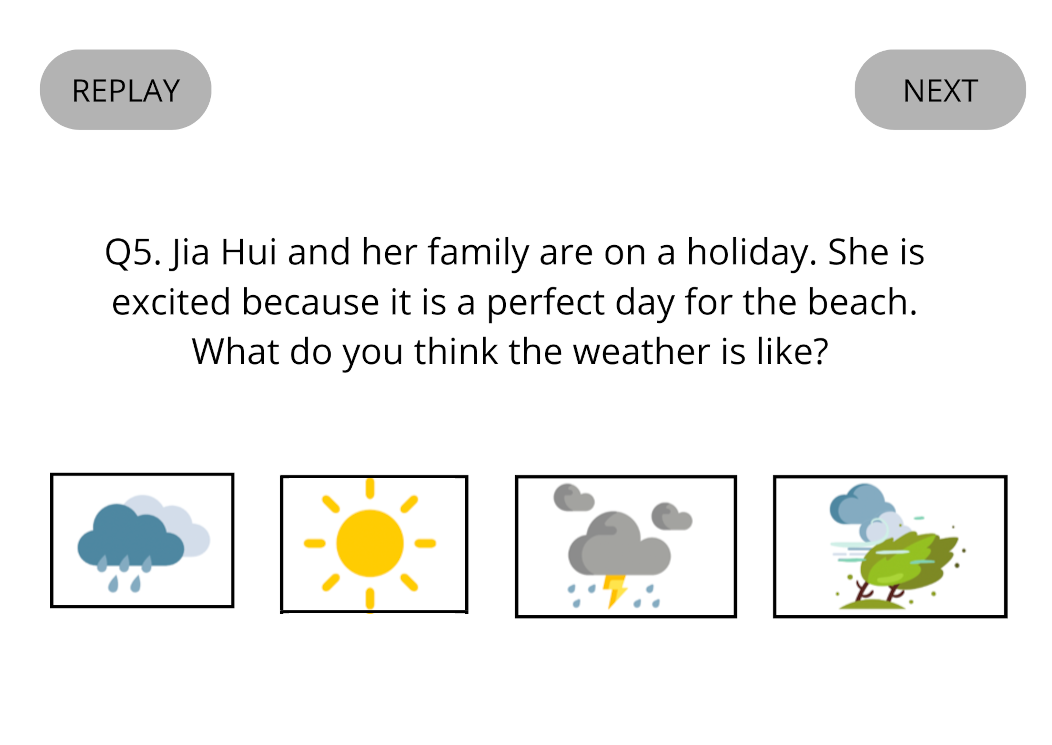 REPLAY
NEXT
Q5. Jia Hui and her family are on a holiday. She is
excited because it is a perfect day for the beach.
What do you think the weather is like?